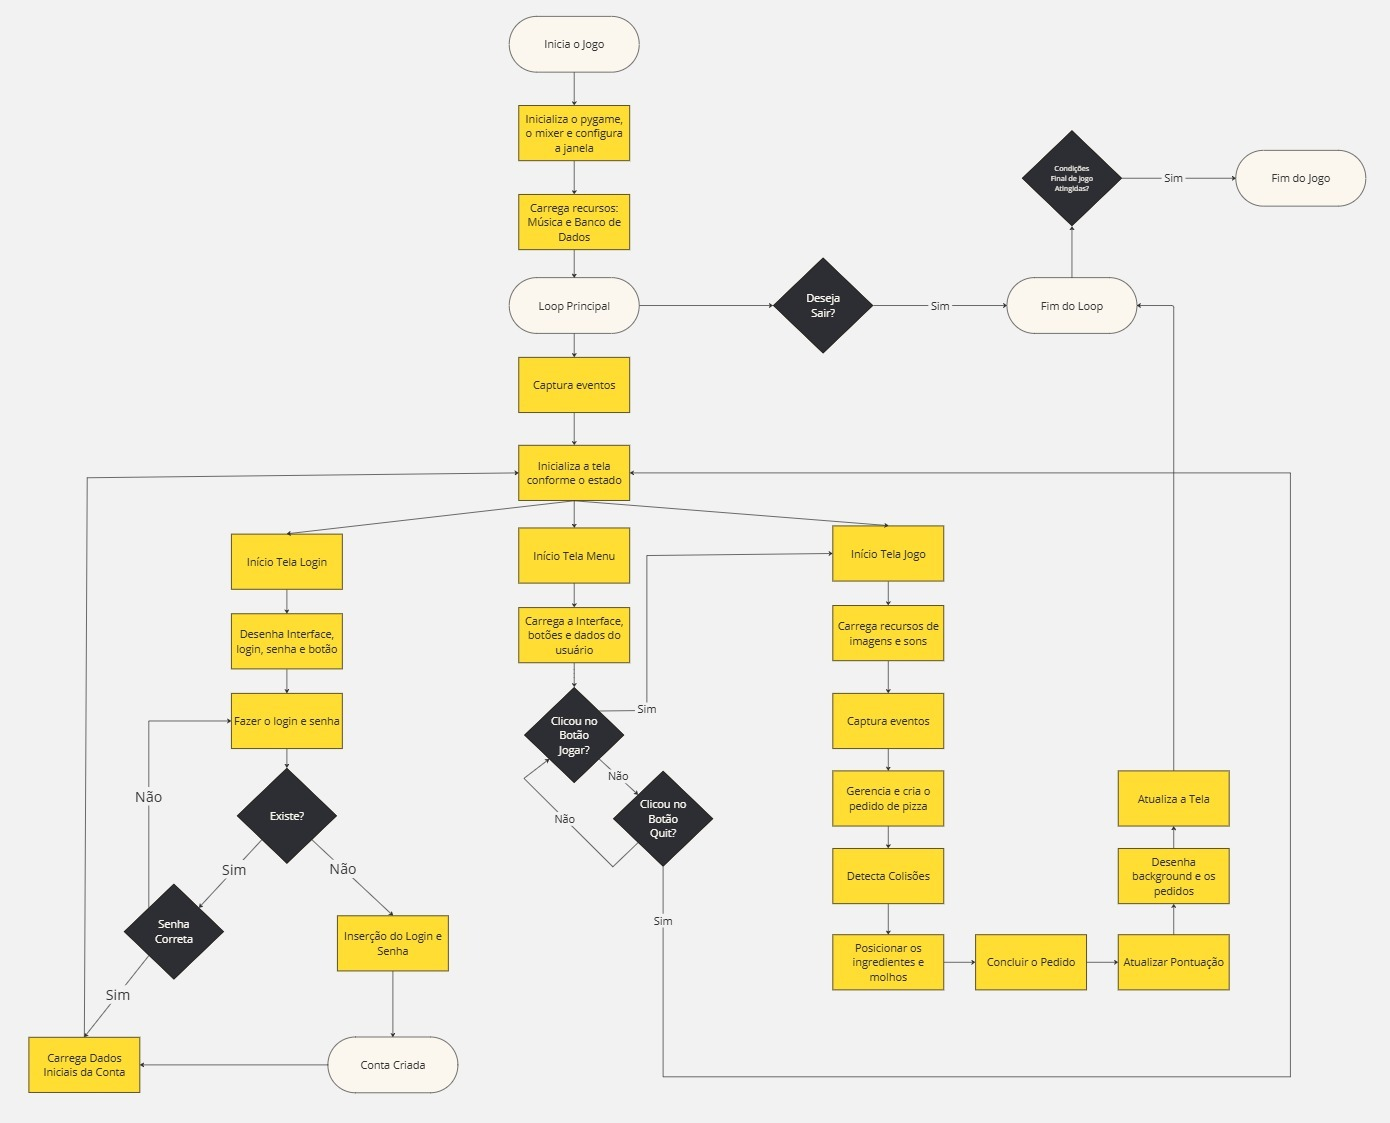 Inicia o Jogo
Inicializa o pygame,
o mixer e configura
a janela
Carrega recursos:
Música e Banco de
Dados
Loop Principal
Deseja
Sair?
Sim
Fim do Loop
Condições
Final de jogo
Atingidas?
Sim
Fim do Jogo
Captura eventos
Inicializa a tela
conforme o estado
Início Tela Login
Desenha Interface,
login, senha e botão
Fazer o login e senha
Existe?
Sim
Não
Não
Senha
Correta
Sim
Inserção do Login e
Senha
Conta Criada
Carrega Dados
Iniciais da Conta
Início Tela Menu
Carrega a Interface,
botões e dados do
usuário
Clicou no
Botão
Jogar?
Sim
Não
Clicou no
Botão
Quit?
Não
Sim
Início Tela Jogo
Carrega recursos de
imagens e sons
Captura eventos
Gerencia e cria o
pedido de pizza
Detecta Colisões
Posicionar os
ingredientes e
molhos
Concluir o Pedido
Atualizar Pontuação
Desenha
background e os
pedidos
Atualiza a Tela